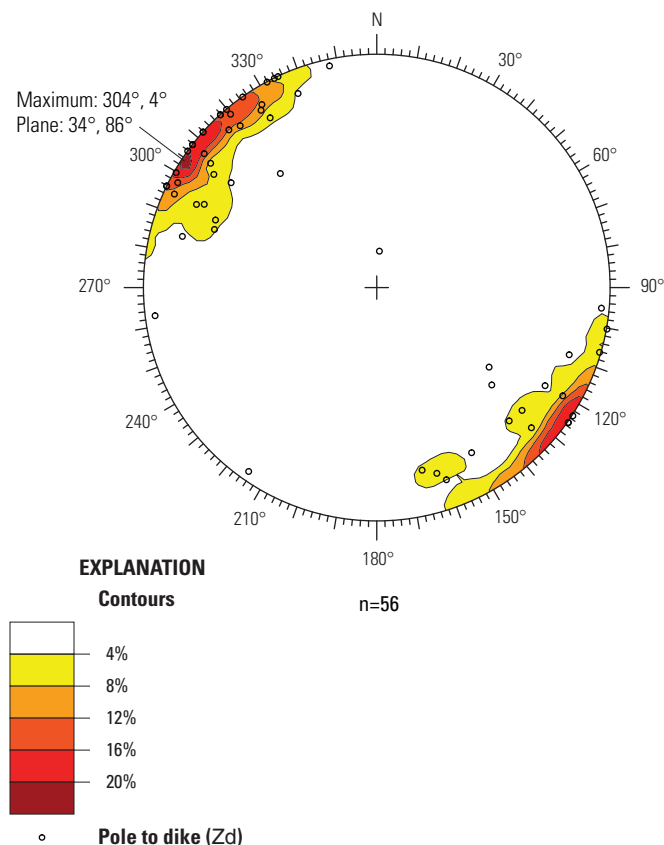 N
30°
60°
90°
120°
150°
180°
210°
240°
270°
300°
330°
Maximum: 304°, 4°
Plane: 34°, 86°
n=56
EXPLANATION
Contours
4%
8%
12%
16%
20%
Pole to dike (Zd)